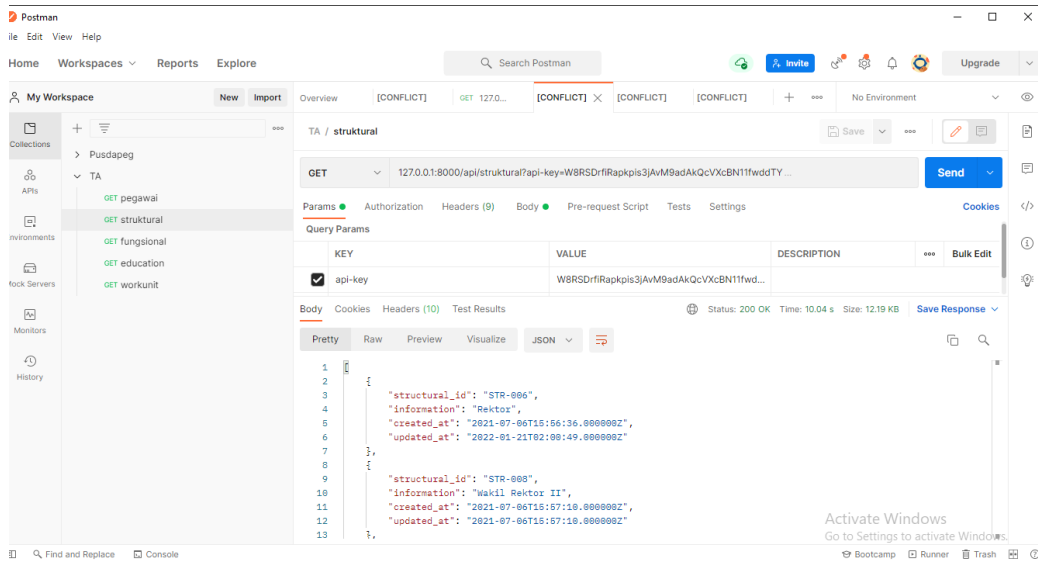 Postman
ile Edit View Help
Home Workspaces Reports Explore Search Postman Invite Upgrade
My Workspace New Import Overview [CONFLICT] GET 127.0... [CONFLICT] [CONFLICT] [CONFLICT] No Environment
Collections
APIs
nvironments
Mock Servers
Monitors
History
Pusdapeg
TA
GET pegawai
GET struktural
GET fungsional
GET education
GET workunit
TA / struktural Save
GET 127.0.0.1:8000/api/struktural?api-key=W8RSDrfiRapkpis3jAvM9adAkQcVXcBN11fwddTY... Send
Params Authorization Headers (9) Body Pre-request Script Tests Settings Cookies
Query Params
KEY VALUE DESCRIPTION Bulk Edit
api-key W8RSDrfiRapkpis3jAvM9adAkQcVXcBN11fwd...
Body Cookies Headers (10) Test Results Status: 200 OK Time: 10.04 s Size: 12.19 KB Save Response
Pretty Raw Preview Visualize JSON
1 [
2 {
3 "structural_id": "STR-006",
4 "information": "Rektor",
5 "created_at": "2021-07-06T15:56:36.000000Z",
6 "updated_at": "2022-01-21T02:00:49.000000Z"
7 },
8 {
9 "structural_id": "STR-008",
10 "information": "Wakil Rektor II",
11 "created_at": "2021-07-06T15:57:10.000000Z",
12 "updated_at": "2021-07-06T15:57:10.000000Z"
13 },
Activate Windows
Go to Settings to activate Windows.
Find and Replace Console Bootcamp Runner Trash